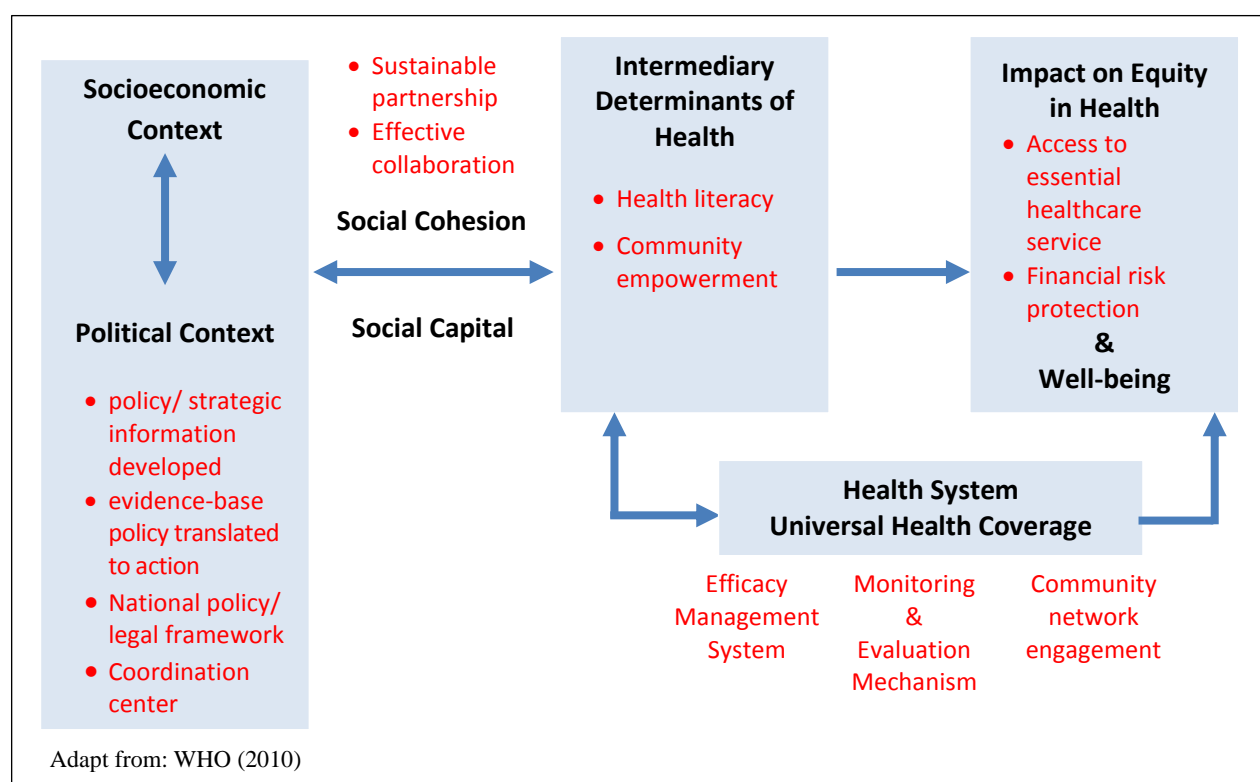 Socioeconomic
Context
Political Context
• policy/ strategic
information
developed
• evidence-base
policy translated
to action
• National policy/
legal framework
• Coordination
center
• Sustainable
partnership
• Effective
collaboration
Social Cohesion
Social Capital
Intermediary
Determinants of
Health
• Health literacy
• Community
empowerment
Impact on Equity
in Health
• Access to
essential
healthcare
service
• Financial risk
protection
&
Well-being
Health System
Universal Health Coverage
Efficacy
Management
System
Monitoring
&
Evaluation
Mechanism
Community
network
engagement
Adapt from: WHO (2010)